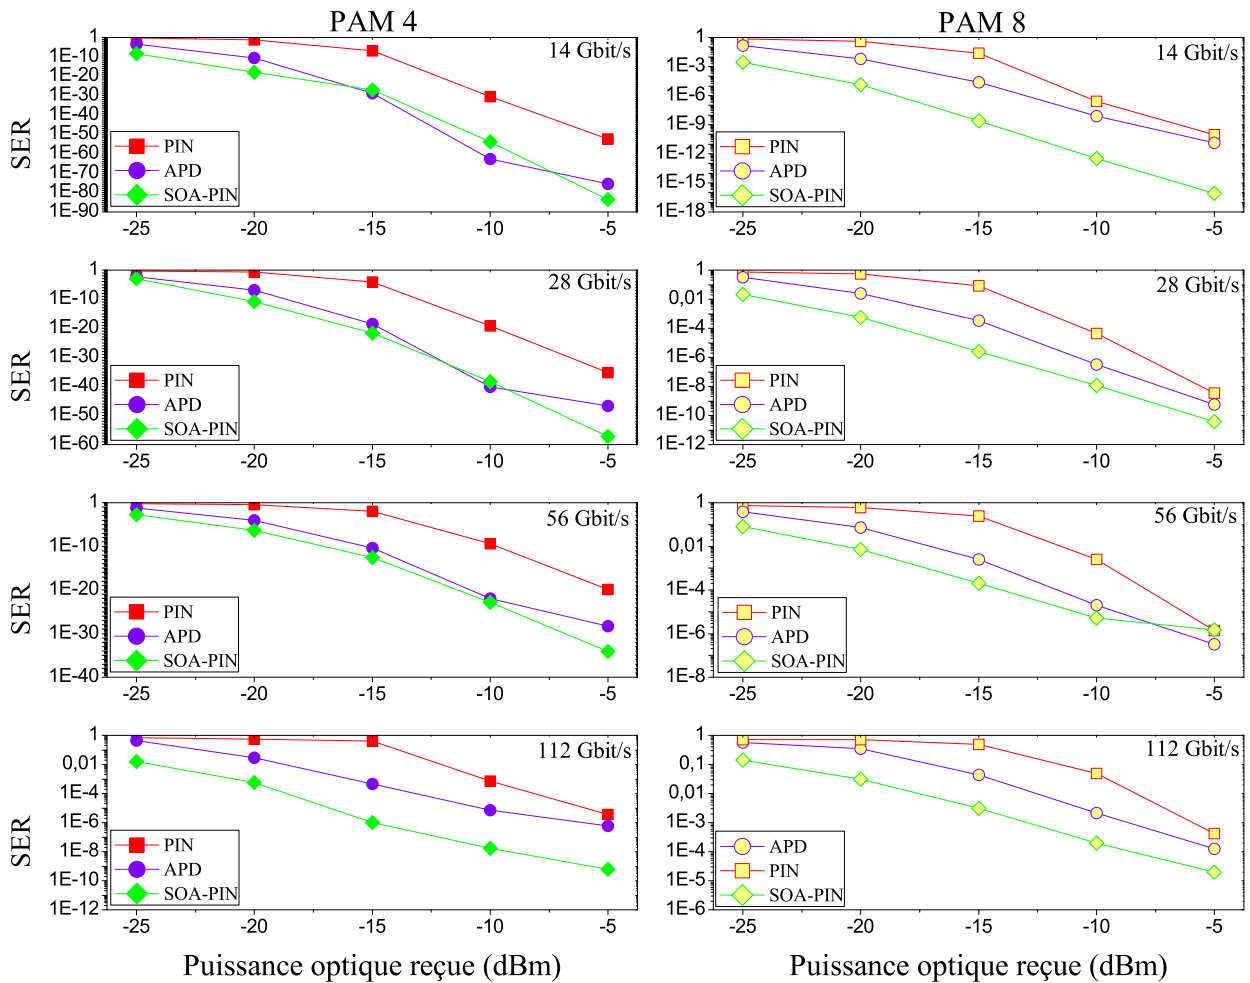 PAM 4
PAM 8
14 Gbit/s
SER
1
1E-10
1E-20
1E-30
1E-40
1E-50
1E-60
1E-70
1E-80
1E-90
PIN
APD
SOA-PIN
-25 -20 -15 -10 -5
14 Gbit/s
1
1E-3
1E-6
1E-9
1E-12
1E-15
1E-18
PIN
APD
SOA-PIN
-25 -20 -15 -10 -5
28 Gbit/s
SER
1
1E-10
1E-20
1E-30
1E-40
1E-50
1E-60
PIN
APD
SOA-PIN
-25 -20 -15 -10 -5
28 Gbit/s
1
0,01
1E-4
1E-6
1E-8
1E-10
1E-12
PIN
APD
SOA-PIN
-25 -20 -15 -10 -5
56 Gbit/s
SER
1
1E-10
1E-20
1E-30
1E-40
PIN
APD
SOA-PIN
-25 -20 -15 -10 -5
56 Gbit/s
1
0,01
1E-4
1E-6
1E-8
PIN
APD
SOA-PIN
-25 -20 -15 -10 -5
112 Gbit/s
SER
1
0,01
1E-4
1E-6
1E-8
1E-10
1E-12
PIN
APD
SOA-PIN
-25 -20 -15 -10 -5
Puissance optique reçue (dBm)
112 Gbit/s
1
0,1
0,01
1E-3
1E-4
1E-5
1E-6
APD
PIN
SOA-PIN
-25 -20 -15 -10 -5
Puissance optique reçue (dBm)